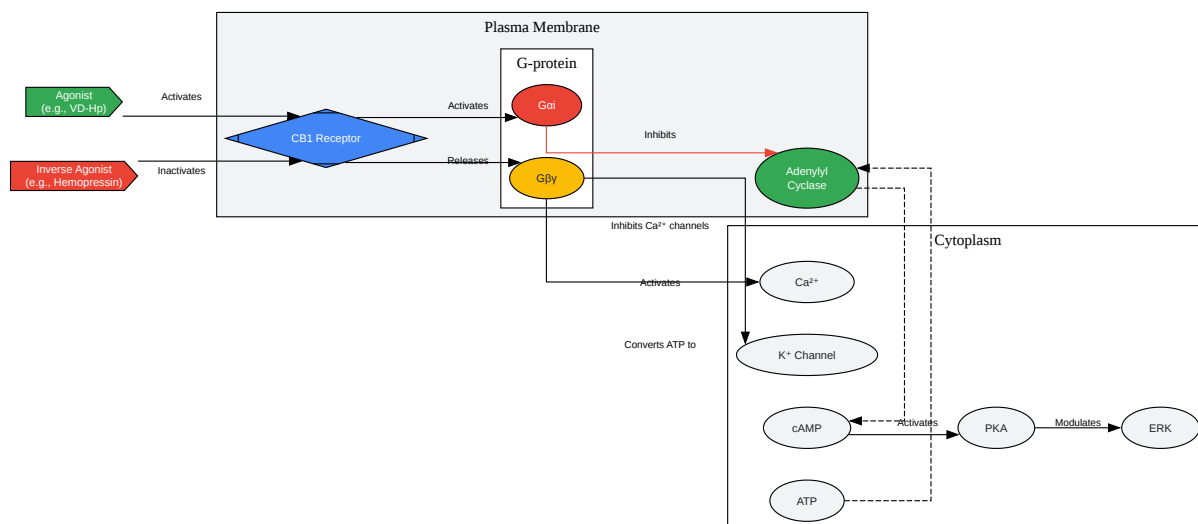 Plasma Membrane
G-protein
Agonist
(e.g., VD-Hp)
Activates
Inverse Agonist
(e.g., Hemopressin)
Inactivates
CB1 Receptor
Activates
Releases
Gαi
Gβγ
Inhibits
Adenylyl
Cyclase
Inhibits Ca²⁺ channels
Cytoplasm
Activates
Ca²⁺
Converts ATP to
K⁺ Channel
cAMP
Activates
PKA
Modulates
ERK
ATP